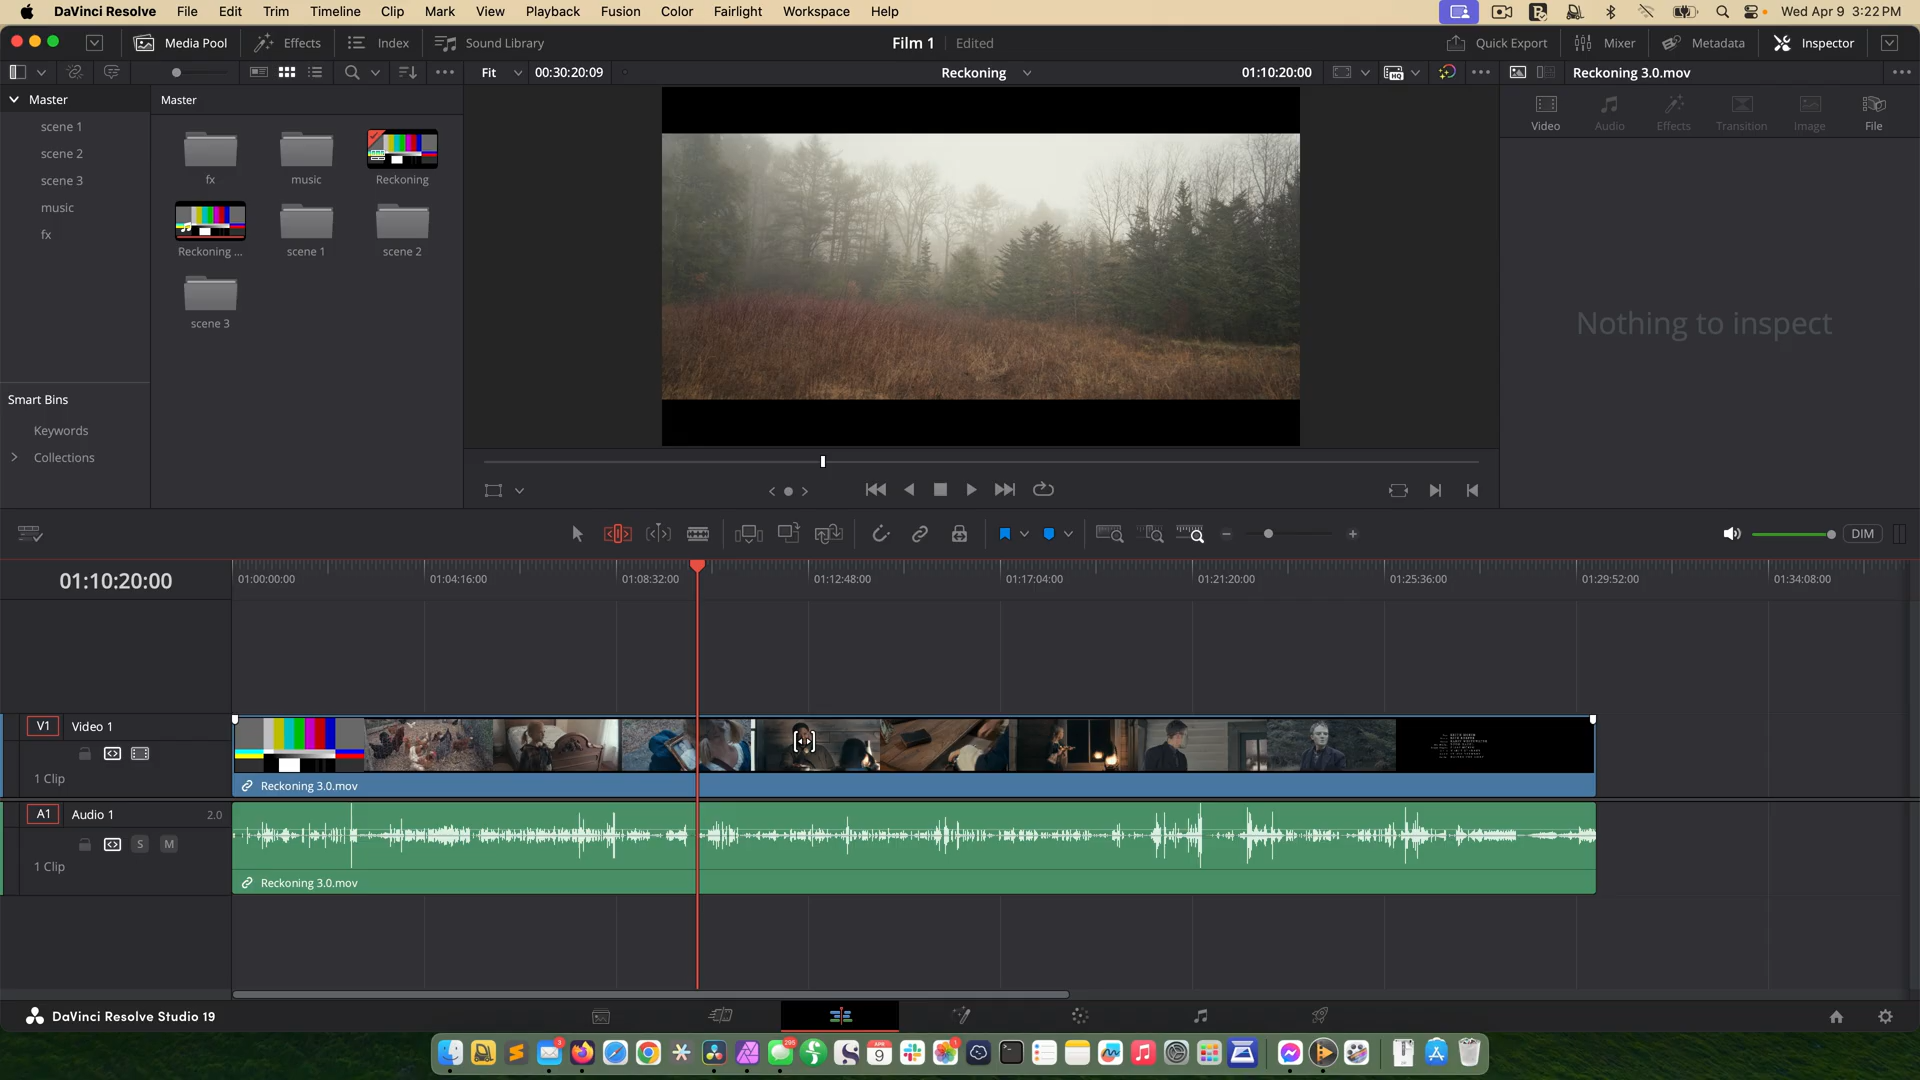 DaVinci Resolve File Edit Trim Timeline Clip Mark View Playback Fusion Color Fairlight Workspace Help Wed Apr 9 3:22 PM
Media Pool Effects Index Sound Library Film 1 Edited Quick Export Mixer Metadata Inspector
Fit 00:30:20:09 Reckoning 01:10:20:00 Reckoning 3.0.mov
Master
scene 1
scene 2
scene 3
music
fx
Master
fx music Reckoning
Reckoning ... scene 1 scene 2
scene 3
Video Audio Effects Transition Image File
Nothing to inspect
Smart Bins
Keywords
Collections
DIM
01:10:20:00
01:00:00:00 01:04:16:00 01:08:32:00 01:12:48:00 01:17:04:00 01:21:20:00 01:25:36:00 01:29:52:00 01:34:08:00
V1 Video 1
1 Clip
Reckoning 3.0.mov
A1 Audio 1 2.0
S M
1 Clip
Reckoning 3.0.mov
DaVinci Resolve Studio 19
3
295
APR
9
1